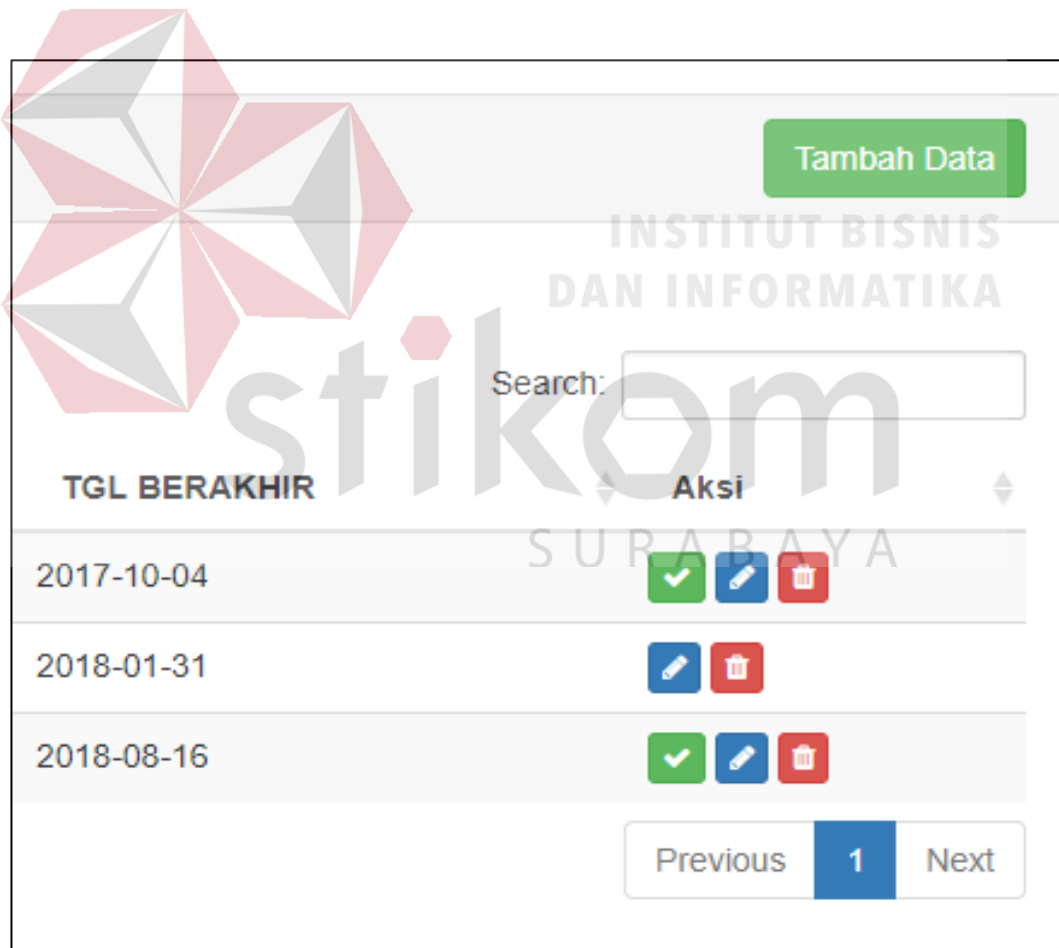 Tambah Data
INSTITUT BISNIS
DAN INFORMATIKA
Search:
stikom
TGL BERAKHIR Aksi
SURABAYA
2017-10-04
2018-01-31
2018-08-16
Previous 1 Next